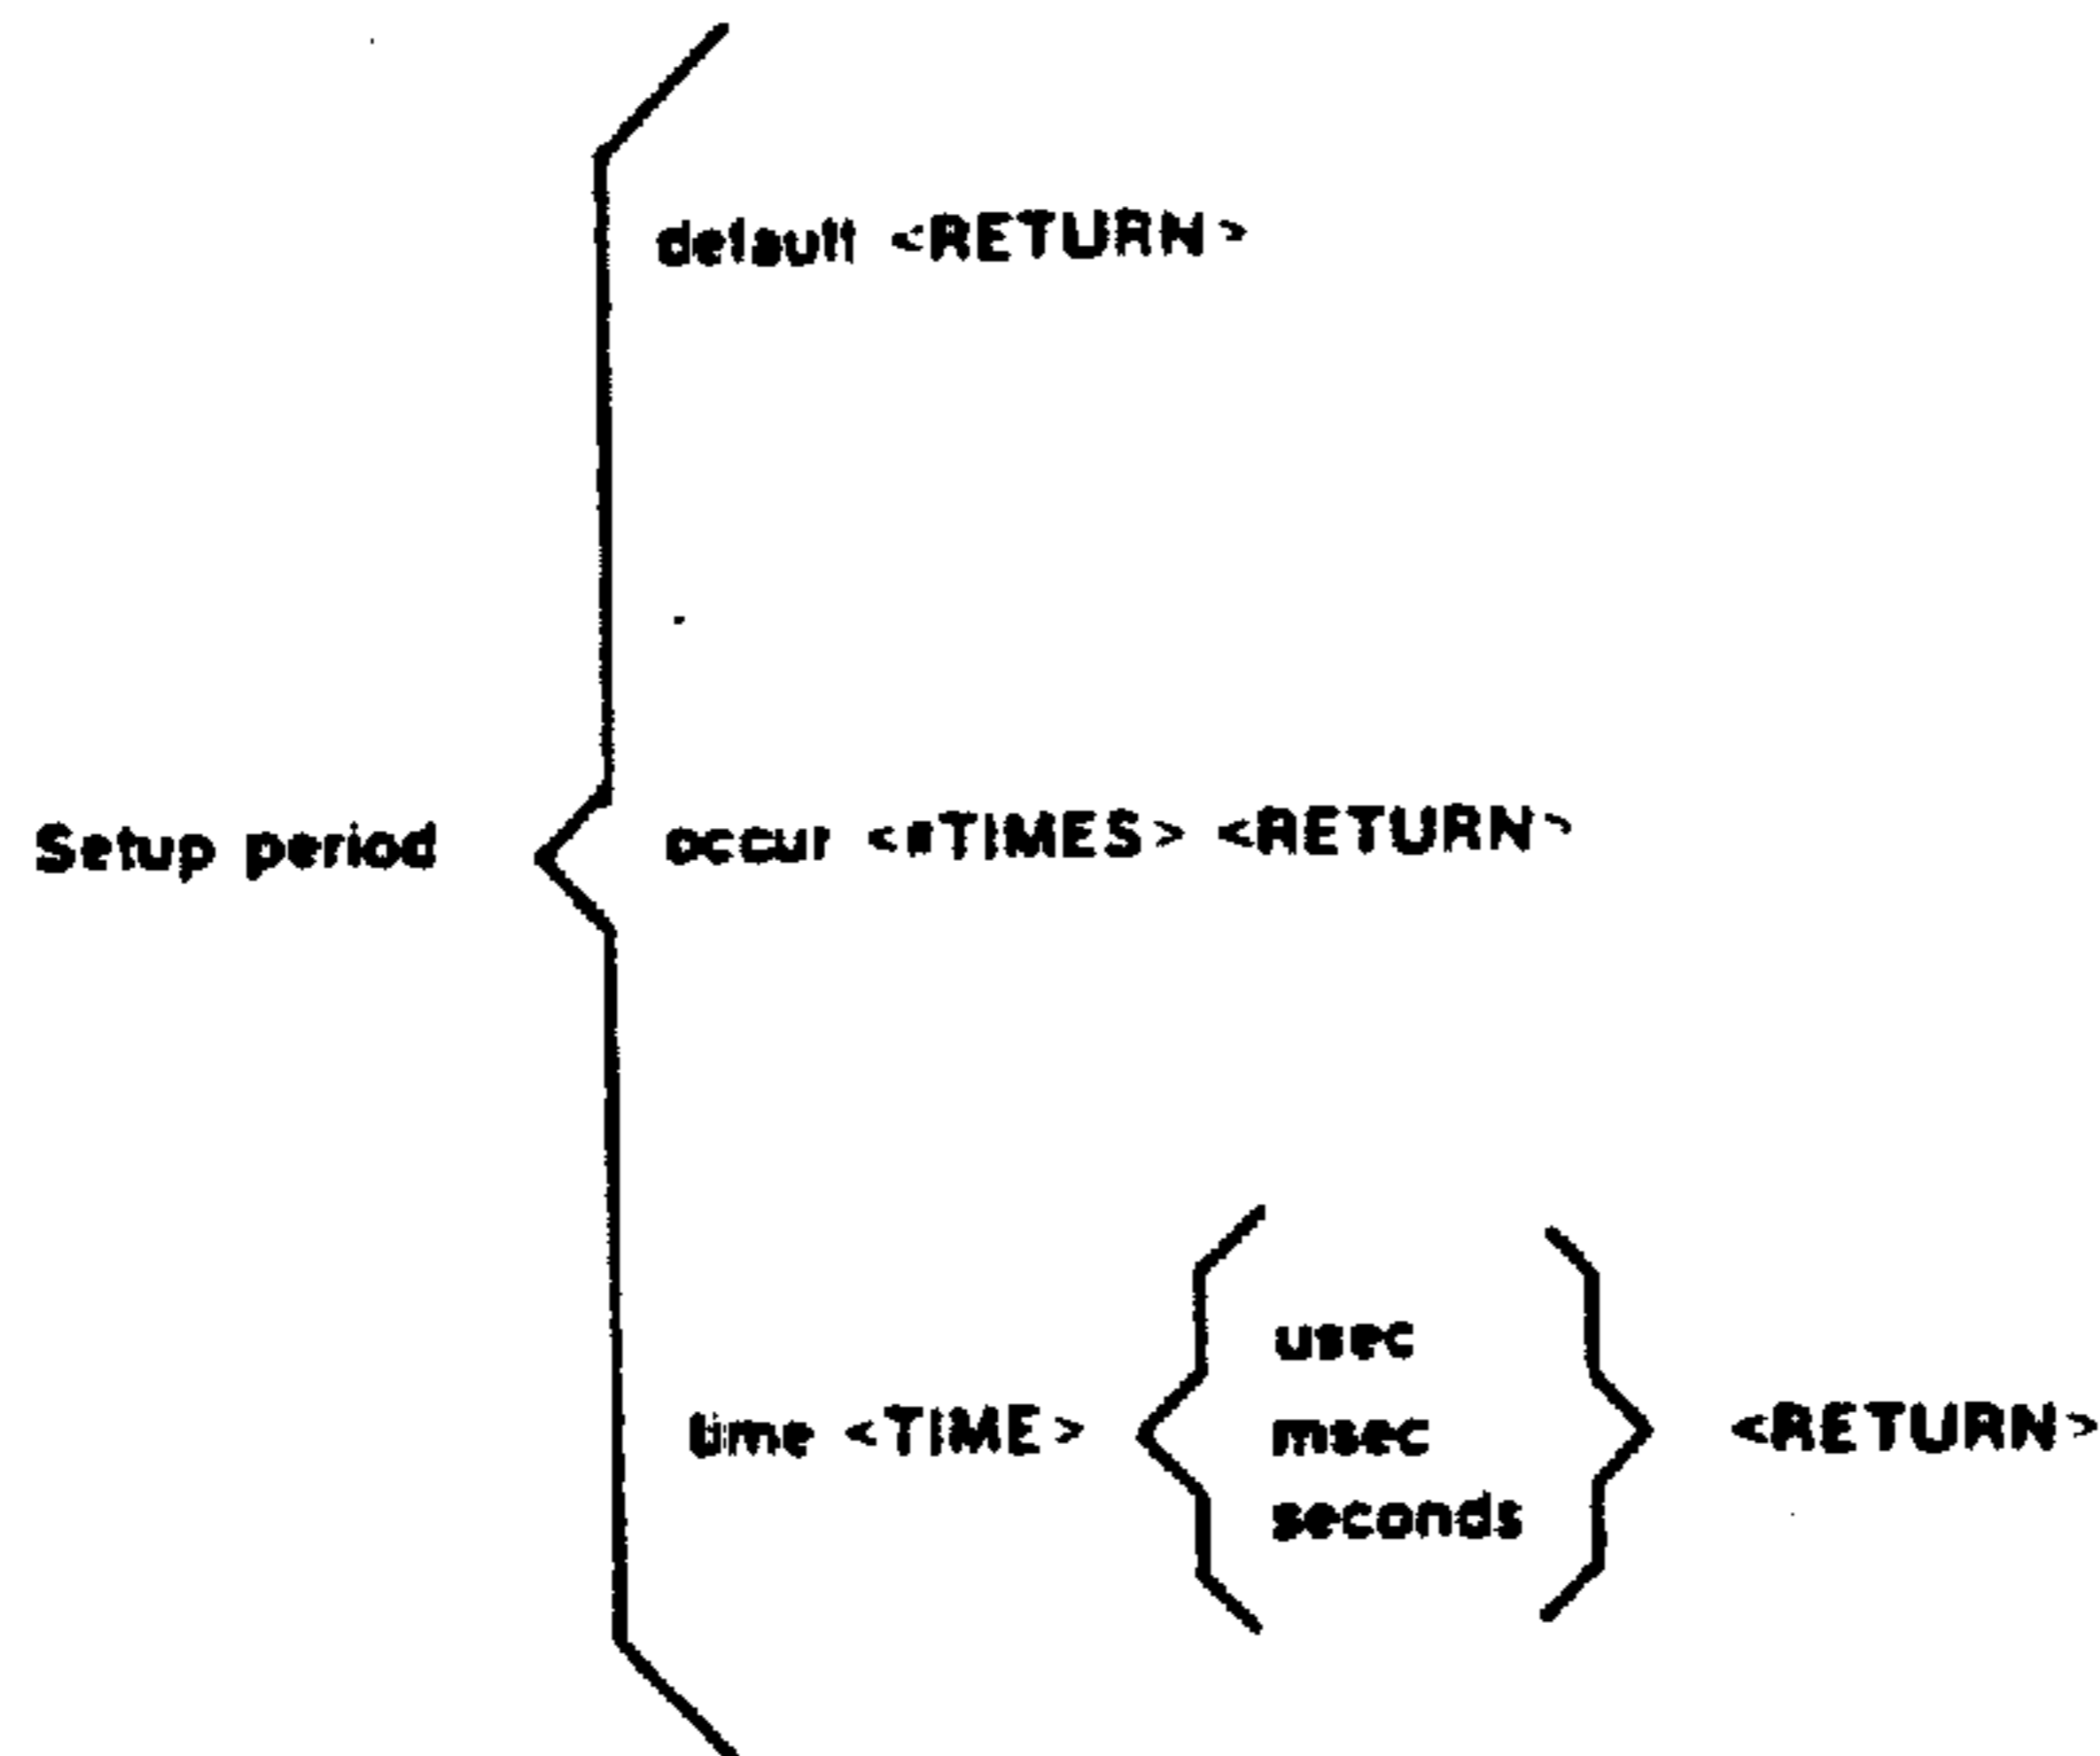 default <RETURN>
Setup period occur <#TIMES> <RETURN>
usec
time <TIME> msec <RETURN>
seconds